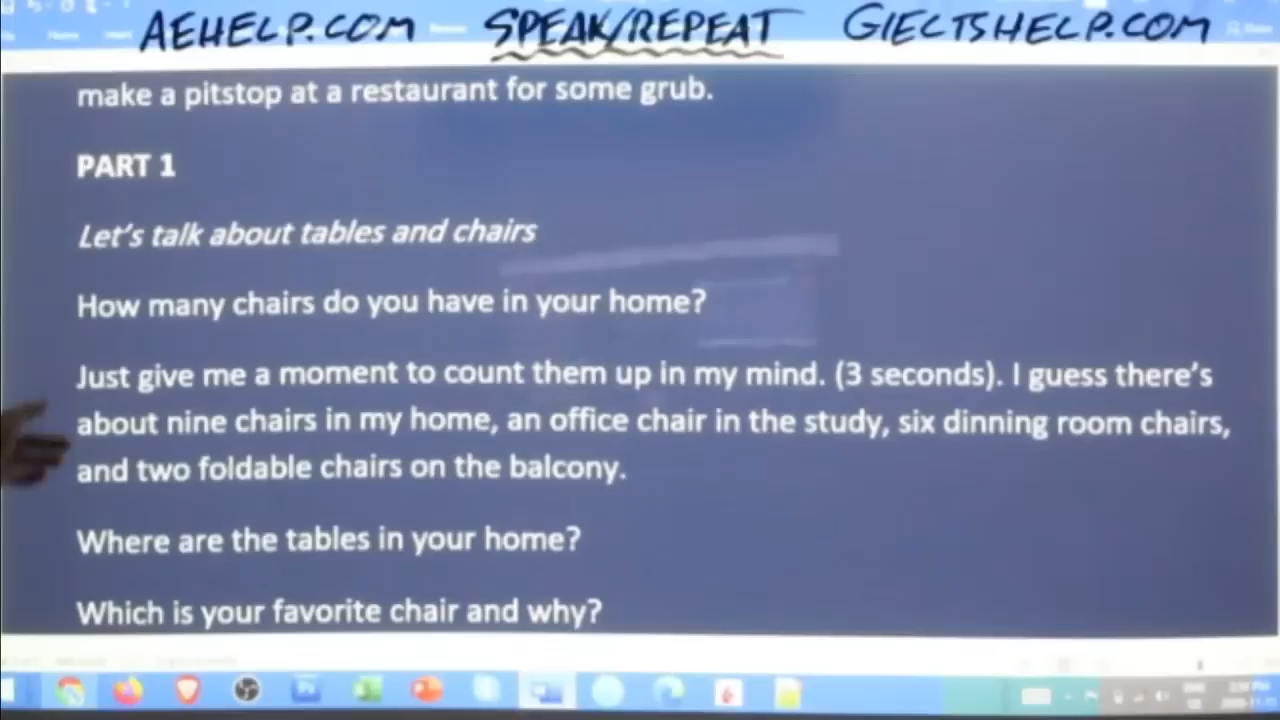 AEHELP.COM SPEAK/REPEAT GIELTSHELP.COM
make a pitstop at a restaurant for some grub.
PART 1
Let's talk about tables and chairs
How many chairs do you have in your home?
Just give me a moment to count them up in my mind. (3 seconds). I guess there's
about nine chairs in my home, an office chair in the study, six dinning room chairs,
and two foldable chairs on the balcony.
Where are the tables in your home?
Which is your favorite chair and why?